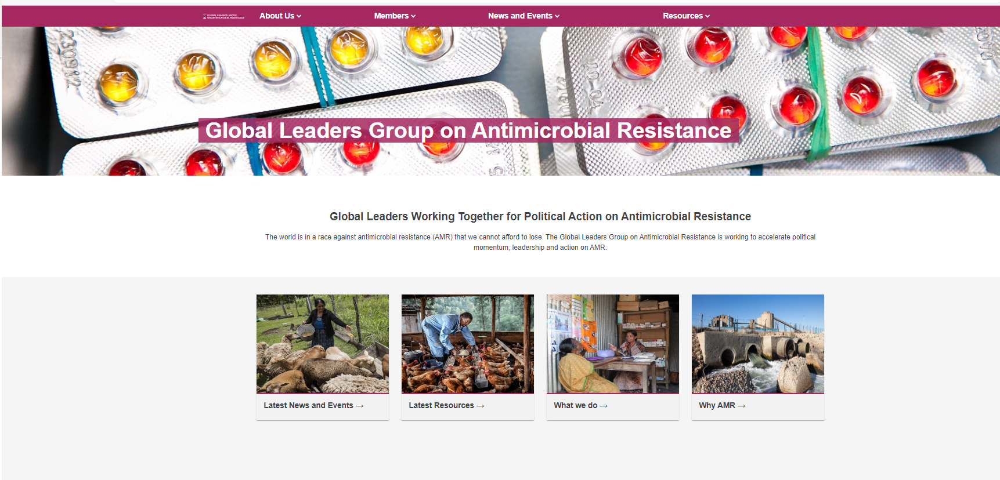 GLOBAL LEADERS GROUP
ON ANTIMICROBIAL RESISTANCE
About Us
Members
News and Events
Resources
Global Leaders Group on Antimicrobial Resistance
Global Leaders Working Together for Political Action on Antimicrobial Resistance
The world is in a race against antimicrobial resistance (AMR) that we cannot afford to lose. The Global Leaders Group on Antimicrobial Resistance is working to accelerate political
momentum, leadership and action on AMR.
Latest News and Events →
Latest Resources →
What we do →
Why AMR →